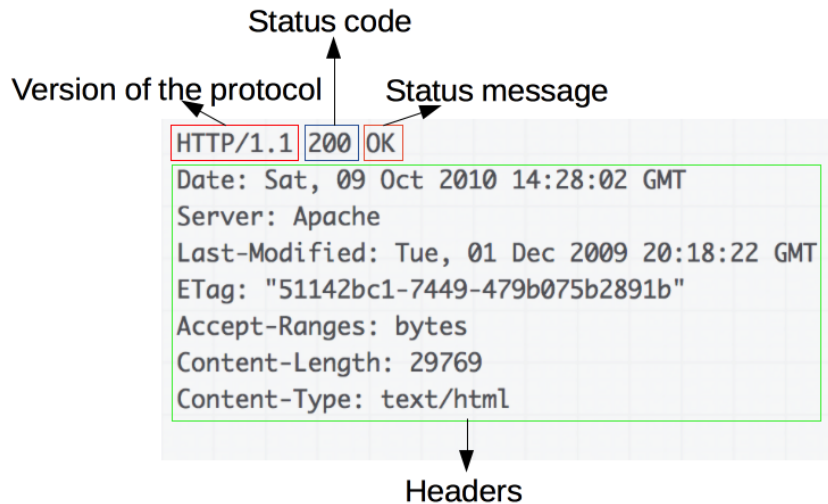 Status code
Version of the protocol
Status message
HTTP/1.1 200 OK
Date: Sat, 09 Oct 2010 14:28:02 GMT
Server: Apache
Last-Modified: Tue, 01 Dec 2009 20:18:22 GMT
ETag: "51142bc1-7449-479b075b2891b"
Accept-Ranges: bytes
Content-Length: 29769
Content-Type: text/html
Headers